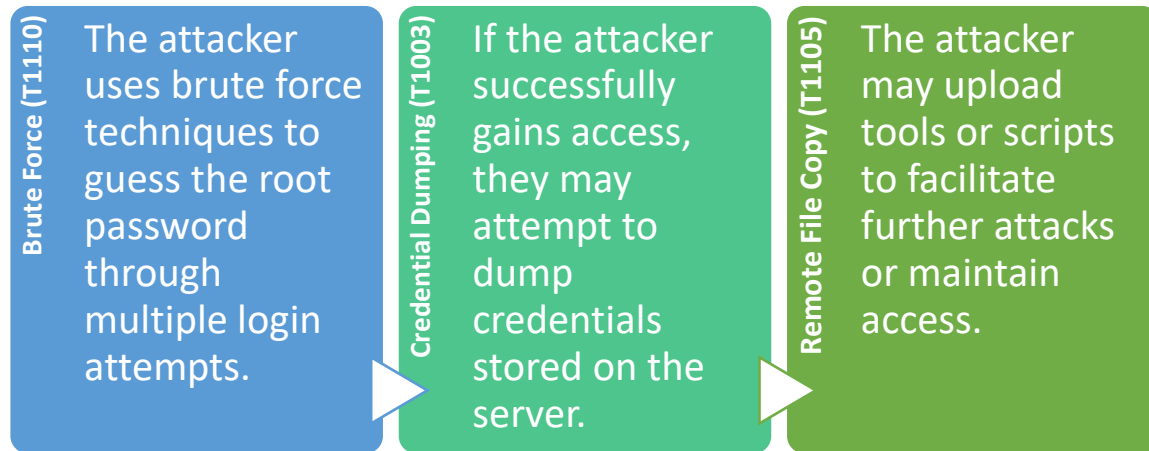 Brute Force (T1110)
The attacker
uses brute force
techniques to
guess the root
password
through
multiple login
attempts.
Credential Dumping (T1003)
If the attacker
successfully
gains access,
they may
attempt to
dump
credentials
stored on the
server.
Remote File Copy (T1105)
The attacker
may upload
tools or scripts
to facilitate
further attacks
or maintain
access.